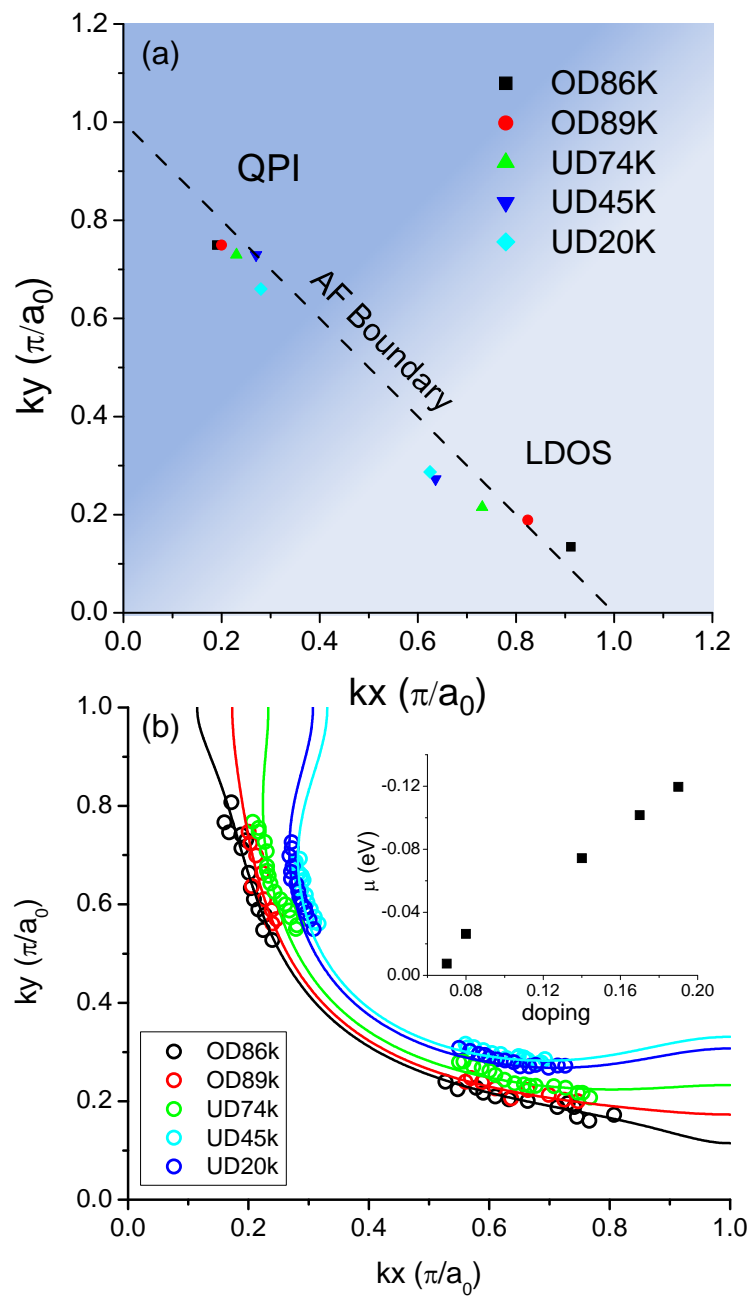 (a)
OD86K
OD89K
UD74K
UD45K
UD20K
QPI
AF Boundary
LDOS
ky (π/a₀)
1.2
1.0
0.8
0.6
0.4
0.2
0.0
0.0 0.2 0.4 0.6 0.8 1.0 1.2
kx (π/a₀)
(b)
ky (π/a₀)
1.0
0.8
0.6
0.4
0.2
0.0
μ (eV)
-0.12
-0.08
-0.04
0.00
0.08 0.12 0.16 0.20
doping
OD86k
OD89k
UD74k
UD45k
UD20k
0.0 0.2 0.4 0.6 0.8 1.0
kx (π/a₀)